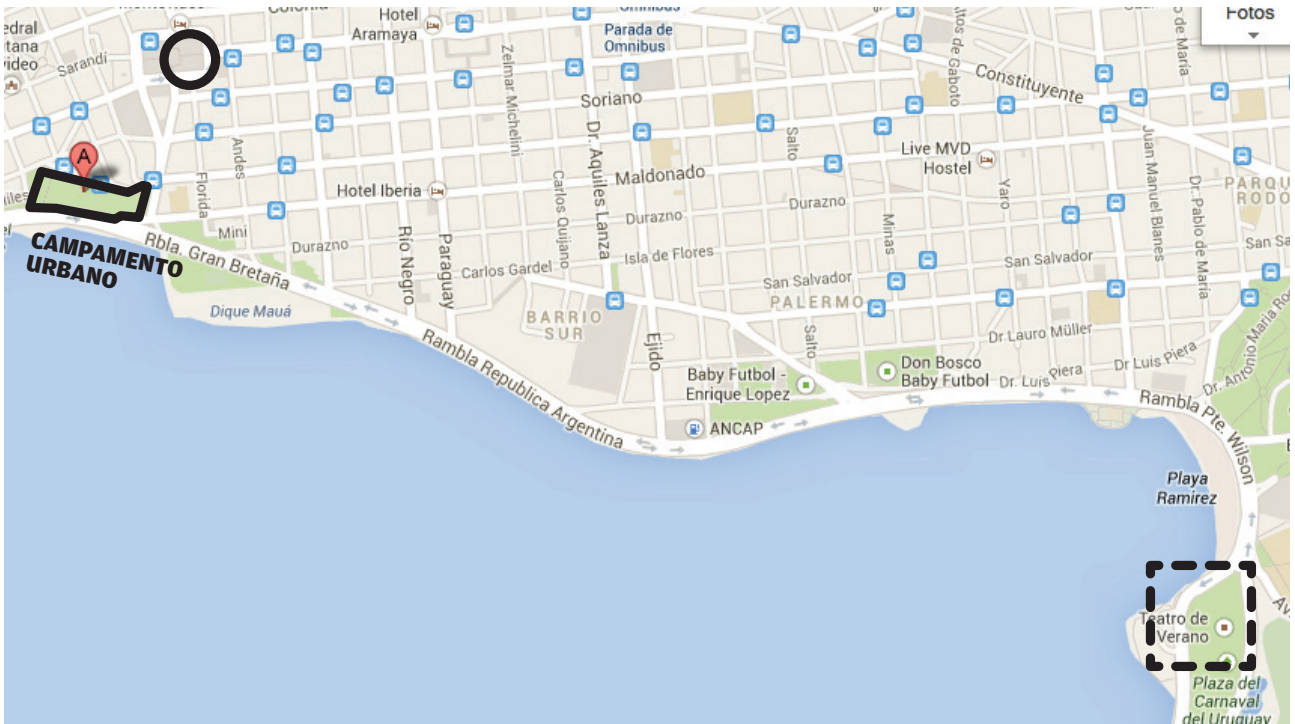 Hotel
Aramaya
Parada de
Omnibus
Fotos
Sarandí
Zelmar Michelini
Soriano
Dr. Aquiles Lanza
Constituyente
Andes
Salto
Live MVD
Hostel
Juan Manuel Blanes
A
Florida
Hotel Iberia
Maldonado
Carlos Quijano
Durazno
Durazno
Yaro
Dr. Pablo de María
Minas
Mini
Durazno
Río Negro
Paraguay
Isla de Flores
CAMPAMENTO
URBANO
Rbla. Gran Bretaña
Carlos Gardel
San Salvador
San Salvador
Dique Mauá
BARRIO
SUR
PALERMO
Ejido
Salto
Dr Lauro Müller
Rambla Republica Argentina
Baby Futbol -
Enrique Lopez
Don Bosco
Baby Futbol
Dr. Luis Piera
Dr Luis Piera
ANCAP
Rambla Pte. Wilson
Playa
Ramirez
Teatro de
Verano
Plaza del
Carnaval
del Uruguay